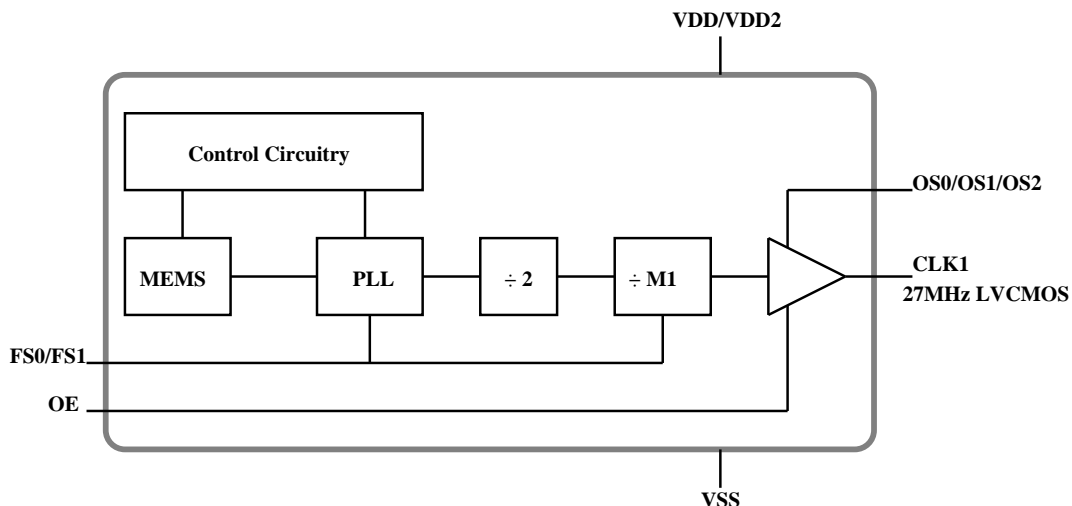 VDD/VDD2
Control Circuitry
OS0/OS1/OS2
MEMS
PLL
÷ 2
÷ M1
CLK1
27MHz LVCMOS
FS0/FS1
OE
VSS